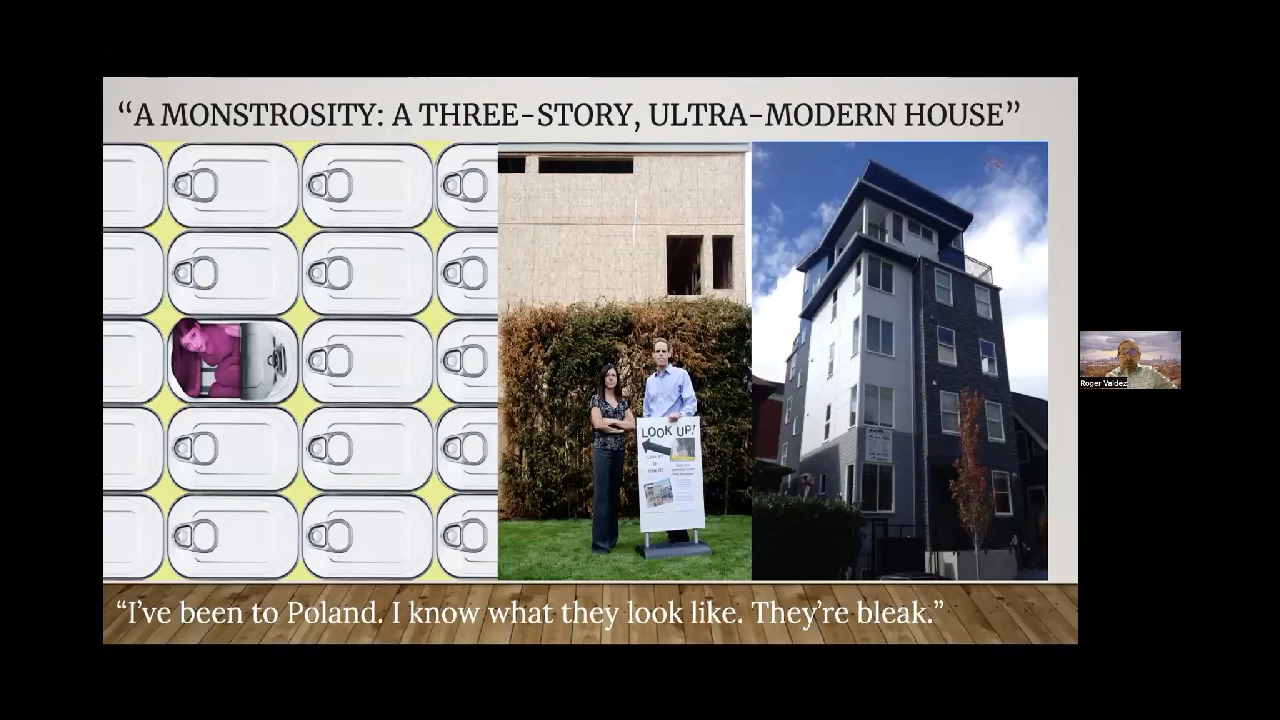 “A MONSTROSITY: A THREE-STORY, ULTRA-MODERN HOUSE”
LOOK UP!
“I’ve been to Poland. I know what they look like. They’re bleak.”
Roger Valdez